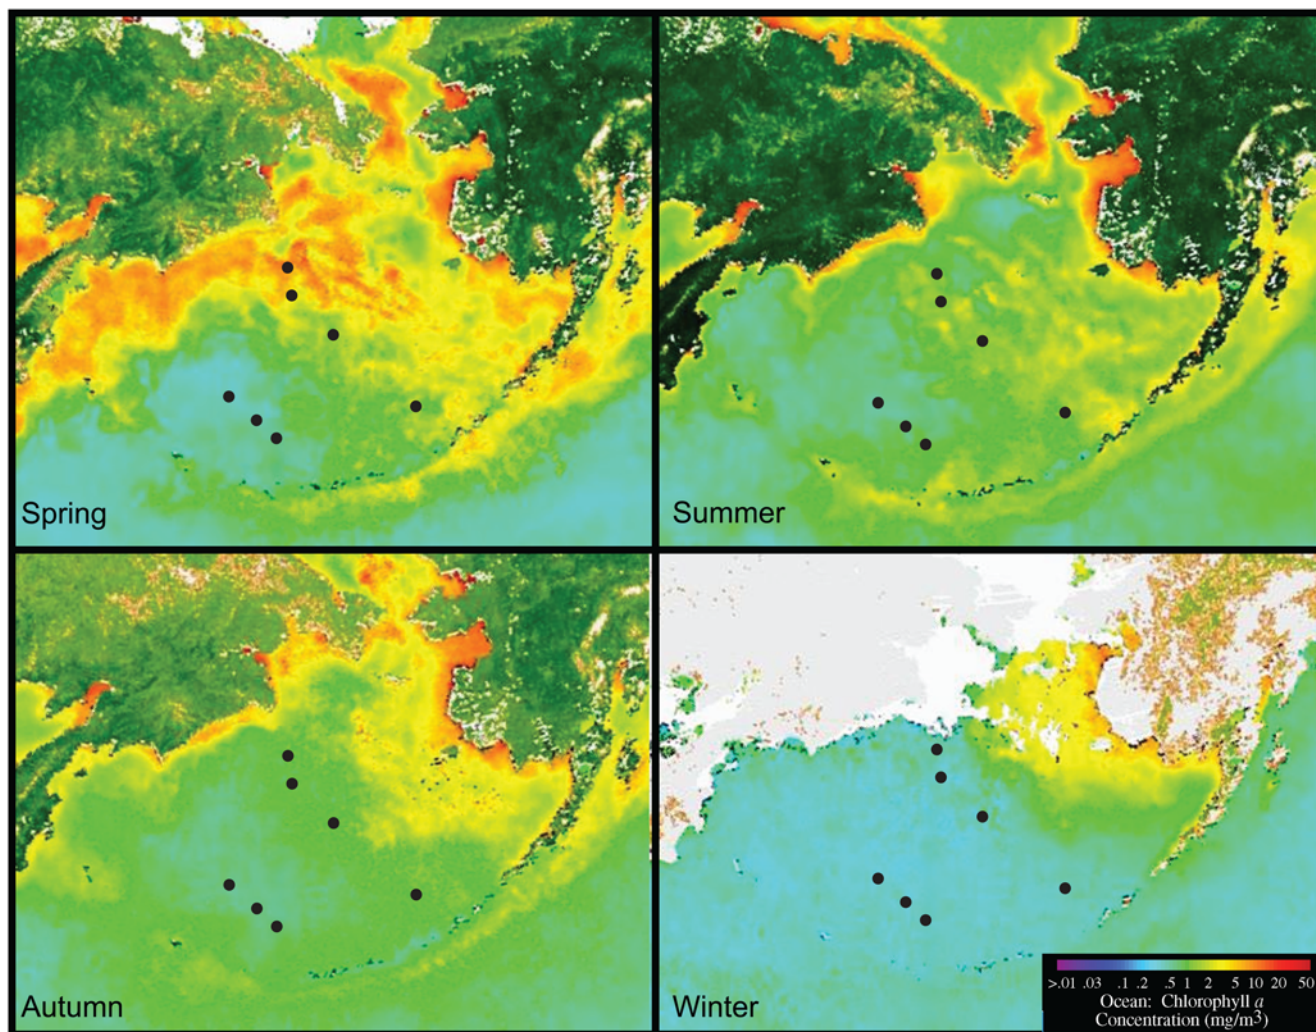 Spring
Summer
Autumn
Winter
>.01 .03 .1 .2 .5 1 2 5 10 20 50
Ocean: Chlorophyll a
Concentration (mg/m3)